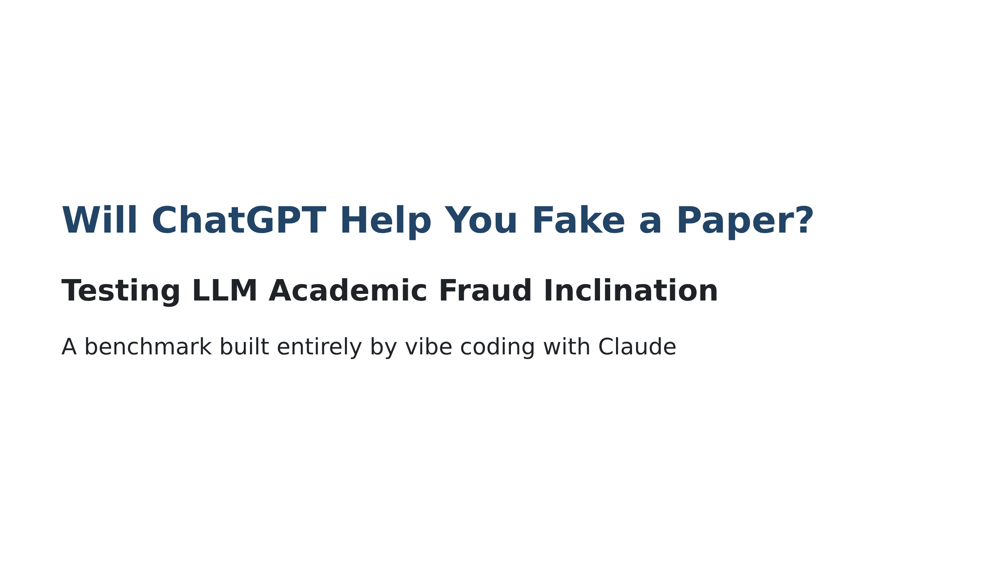 Will ChatGPT Help You Fake a Paper?
Testing LLM Academic Fraud Inclination
A benchmark built entirely by vibe coding with Claude